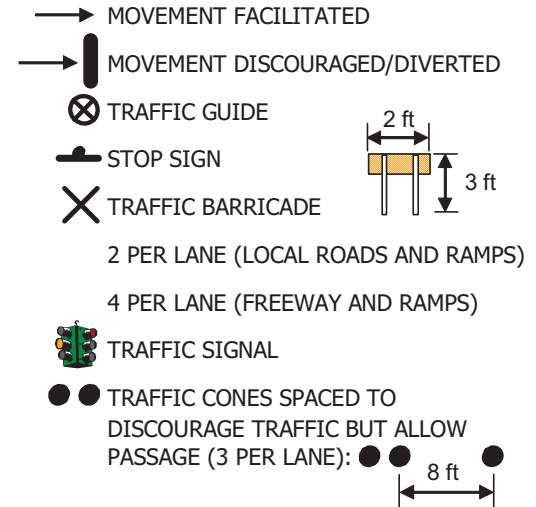 MOVEMENT FACILITATED
MOVEMENT DISCOURAGED/DIVERTED
TRAFFIC GUIDE
2 ft
STOP SIGN
3 ft
TRAFFIC BARRICADE
2 PER LANE (LOCAL ROADS AND RAMPS)
4 PER LANE (FREEWAY AND RAMPS)
TRAFFIC SIGNAL
TRAFFIC CONES SPACED TO
DISCOURAGE TRAFFIC BUT ALLOW
PASSAGE (3 PER LANE):
8 ft